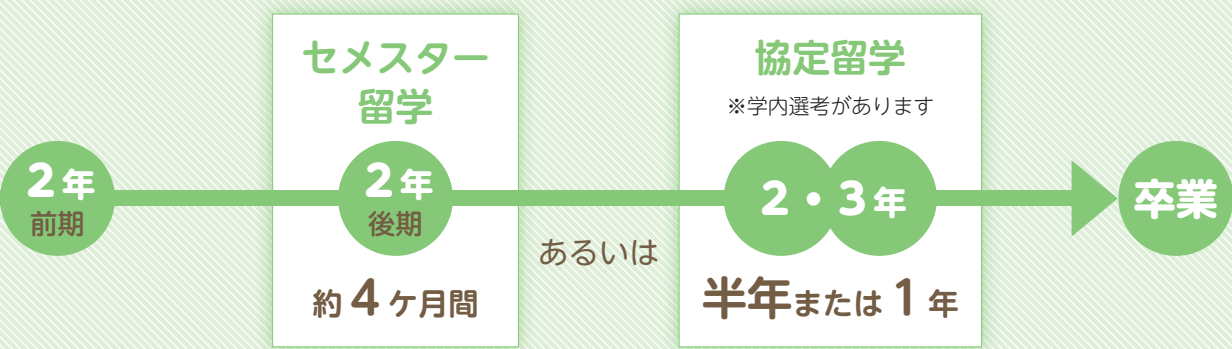 ２年
前期
セメスター
留学
２年
後期
約４ケ月間
あるいは
協定留学
※学内選考があります
２・３年
半年または１年
卒業